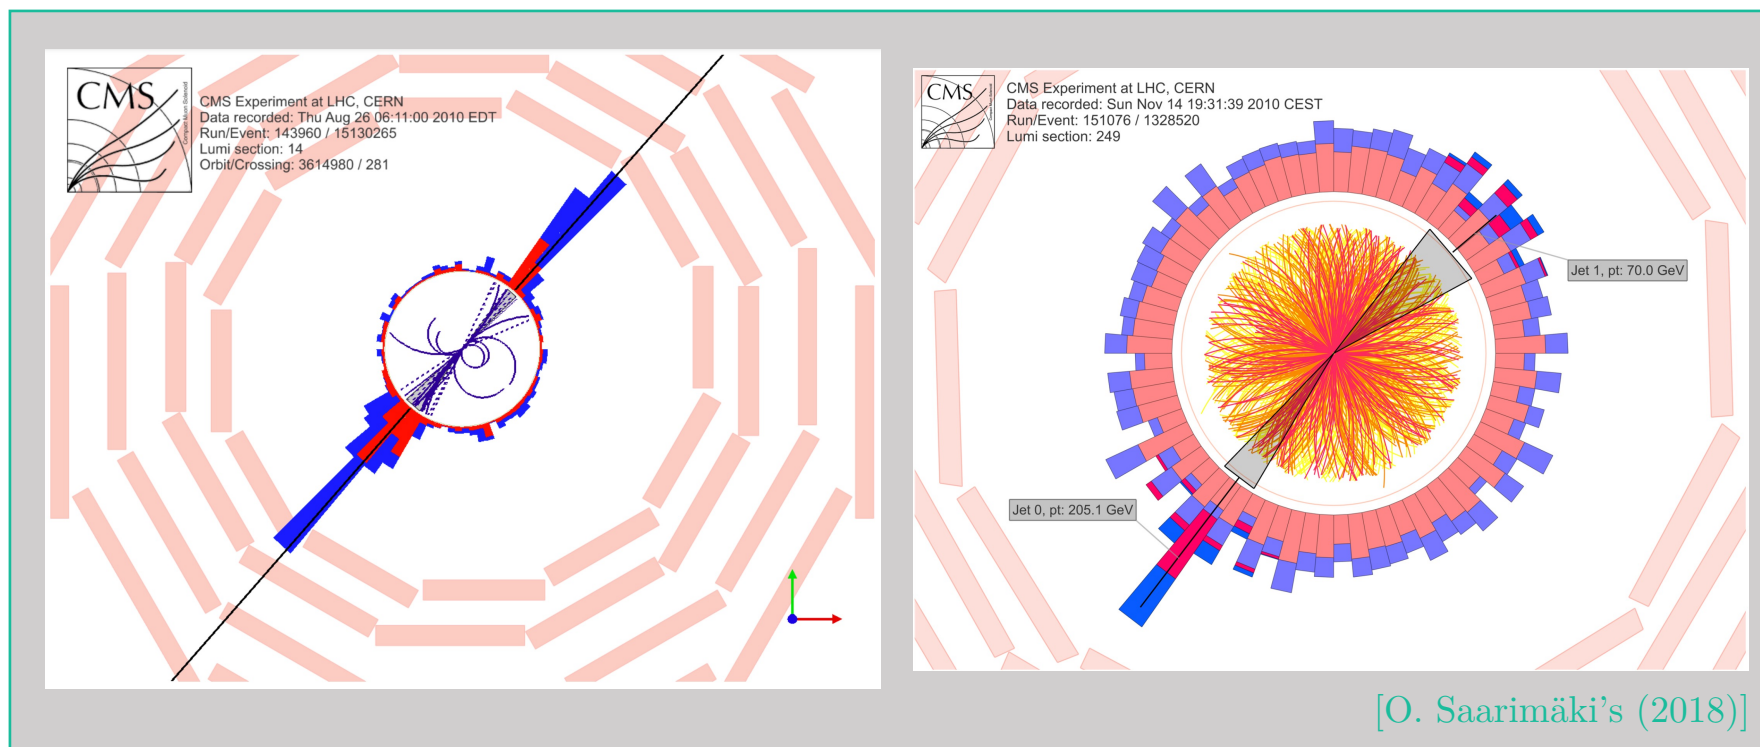 CMS
CMS Experiment at LHC, CERN
Data recorded: Thu Aug 26 06:11:00 2010 EDT
Run/Event: 143960 / 15130265
Lumi section: 14
Orbit/Crossing: 3614980 / 281
CMS
CMS Experiment at LHC, CERN
Data recorded: Sun Nov 14 19:31:39 2010 CEST
Run/Event: 151076 / 1328520
Lumi section: 249
Jet 1, pt: 70.0 GeV
Jet 0, pt: 205.1 GeV
[O. Saarimäki's (2018)]